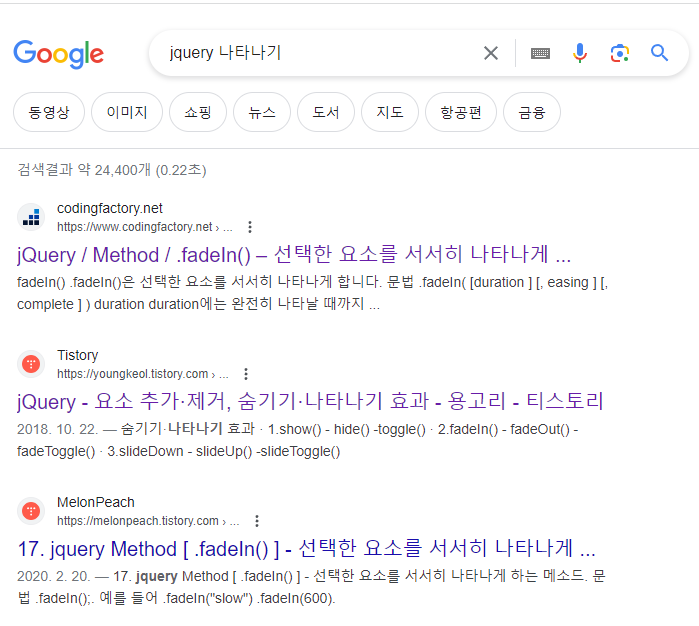 Google
jquery 나타나기
동영상 이미지 쇼핑 뉴스 도서 지도 항공편 금융
검색결과 약 24,400개 (0.22초)
codingfactory.net
https://www.codingfactory.net › ...
jQuery / Method / .fadeIn() – 선택한 요소를 서서히 나타나게 ...
fadeIn() .fadeIn()은 선택한 요소를 서서히 나타나게 합니다. 문법 .fadeIn( [duration ] [, easing ] [,
complete ] ) duration duration에는 완전히 나타날 때까지 ...
Tistory
https://youngkeol.tistory.com › ...
jQuery - 요소 추가·제거, 숨기기·나타나기 효과 - 용고리 - 티스토리
2018. 10. 22. — 숨기기·나타나기 효과 · 1.show() - hide() -toggle() · 2.fadeIn() - fadeOut() -
fadeToggle() · 3.slideDown - slideUp() -slideToggle()
MelonPeach
https://melonpeach.tistory.com › ...
17. jquery Method [ .fadeIn() ] - 선택한 요소를 서서히 나타나게 ...
2020. 2. 20. — 17. jquery Method [ .fadeIn() ] - 선택한 요소를 서서히 나타나게 하는 메소드. 문
법 .fadeIn();. 예를 들어 .fadeIn("slow") .fadeIn(600).